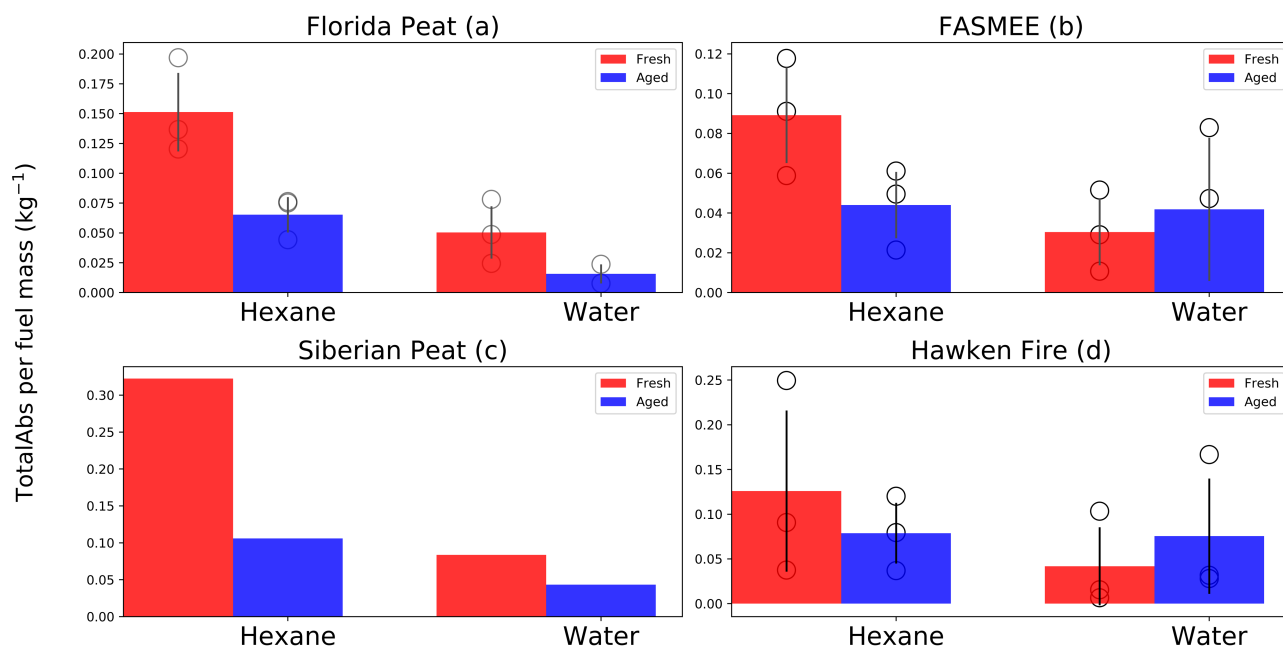 TotalAbs per fuel mass (kg⁻¹)
Florida Peat (a)
0.200
0.175
0.150
0.125
0.100
0.075
0.050
0.025
0.000
Fresh
Aged
Hexane
Water
FASMEE (b)
0.12
0.10
0.08
0.06
0.04
0.02
0.00
Fresh
Aged
Hexane
Water
Siberian Peat (c)
0.30
0.25
0.20
0.15
0.10
0.05
0.00
Fresh
Aged
Hexane
Water
Hawken Fire (d)
0.25
0.20
0.15
0.10
0.05
0.00
Fresh
Aged
Hexane
Water